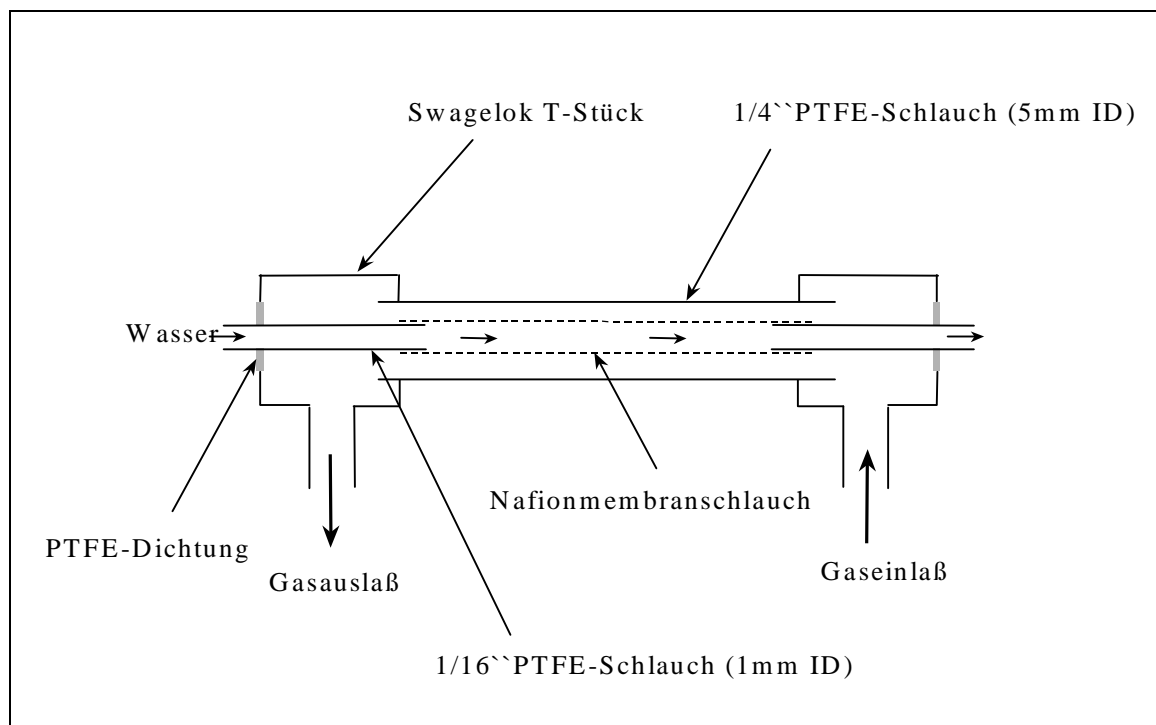 Swagelok T-Stück
1/4``PTFE-Schlauch (5mm ID)
Wasser
Nafionmembranschlauch
PTFE-Dichtung
Gasauslaß
Gaseinlaß
1/16``PTFE-Schlauch (1mm ID)